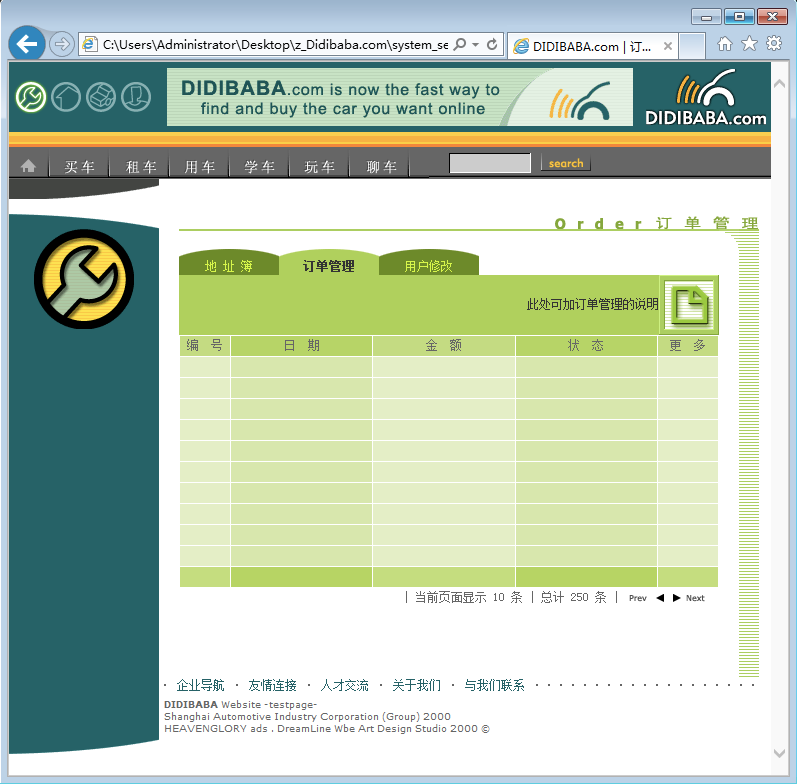 C:\Users\Administrator\Desktop\z_Didibaba.com\system_se
DIDIBABA.com | 订...
DIDIBABA.com is now the fast way to
find and buy the car you want online
DIDIBABA.com
买车 租车 用车 学车 玩车 聊车 search
Order 订单管理
地址簿 订单管理 用户修改
此处可加订单管理的说明
编号 日期 金额 状态 更多
| 当前页面显示 10 条 | 总计 250 条 | Prev ◀ ▶ Next
· 企业导航 · 友情连接 · 人才交流 · 关于我们 · 与我们联系 · · · · · · · · · · · · · · · · · · ·
DIDIBABA Website -testpage-
Shanghai Automotive Industry Corporation (Group) 2000
HEAVENGLORY ads . DreamLine Wbe Art Design Studio 2000 ©